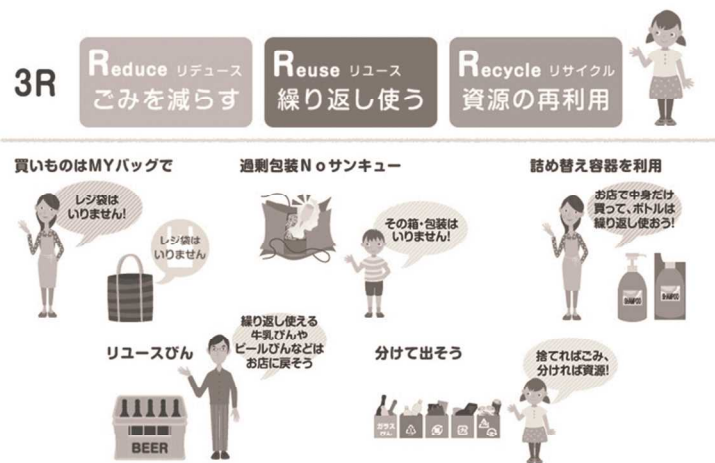 3R
Reduce リデュース
ごみを減らす
Reuse リユース
繰り返し使う
Recycle リサイクル
資源の再利用
買いものはMYバッグで
レジ袋は
いりません!
レジ袋は
いりません
過剰包装Noサンキュー
その箱・包装は
いりません!
詰め替え容器を利用
お店で中身だけ
買って、ボトルは
繰り返し使おう!
SHAMPOO
SHAMPOO
リユースびん
繰り返し使える
牛乳びんや
ビールびんなどは
お店に戻そう
BEER
分けて出そう
捨てればごみ、
分ければ資源!
ガラス